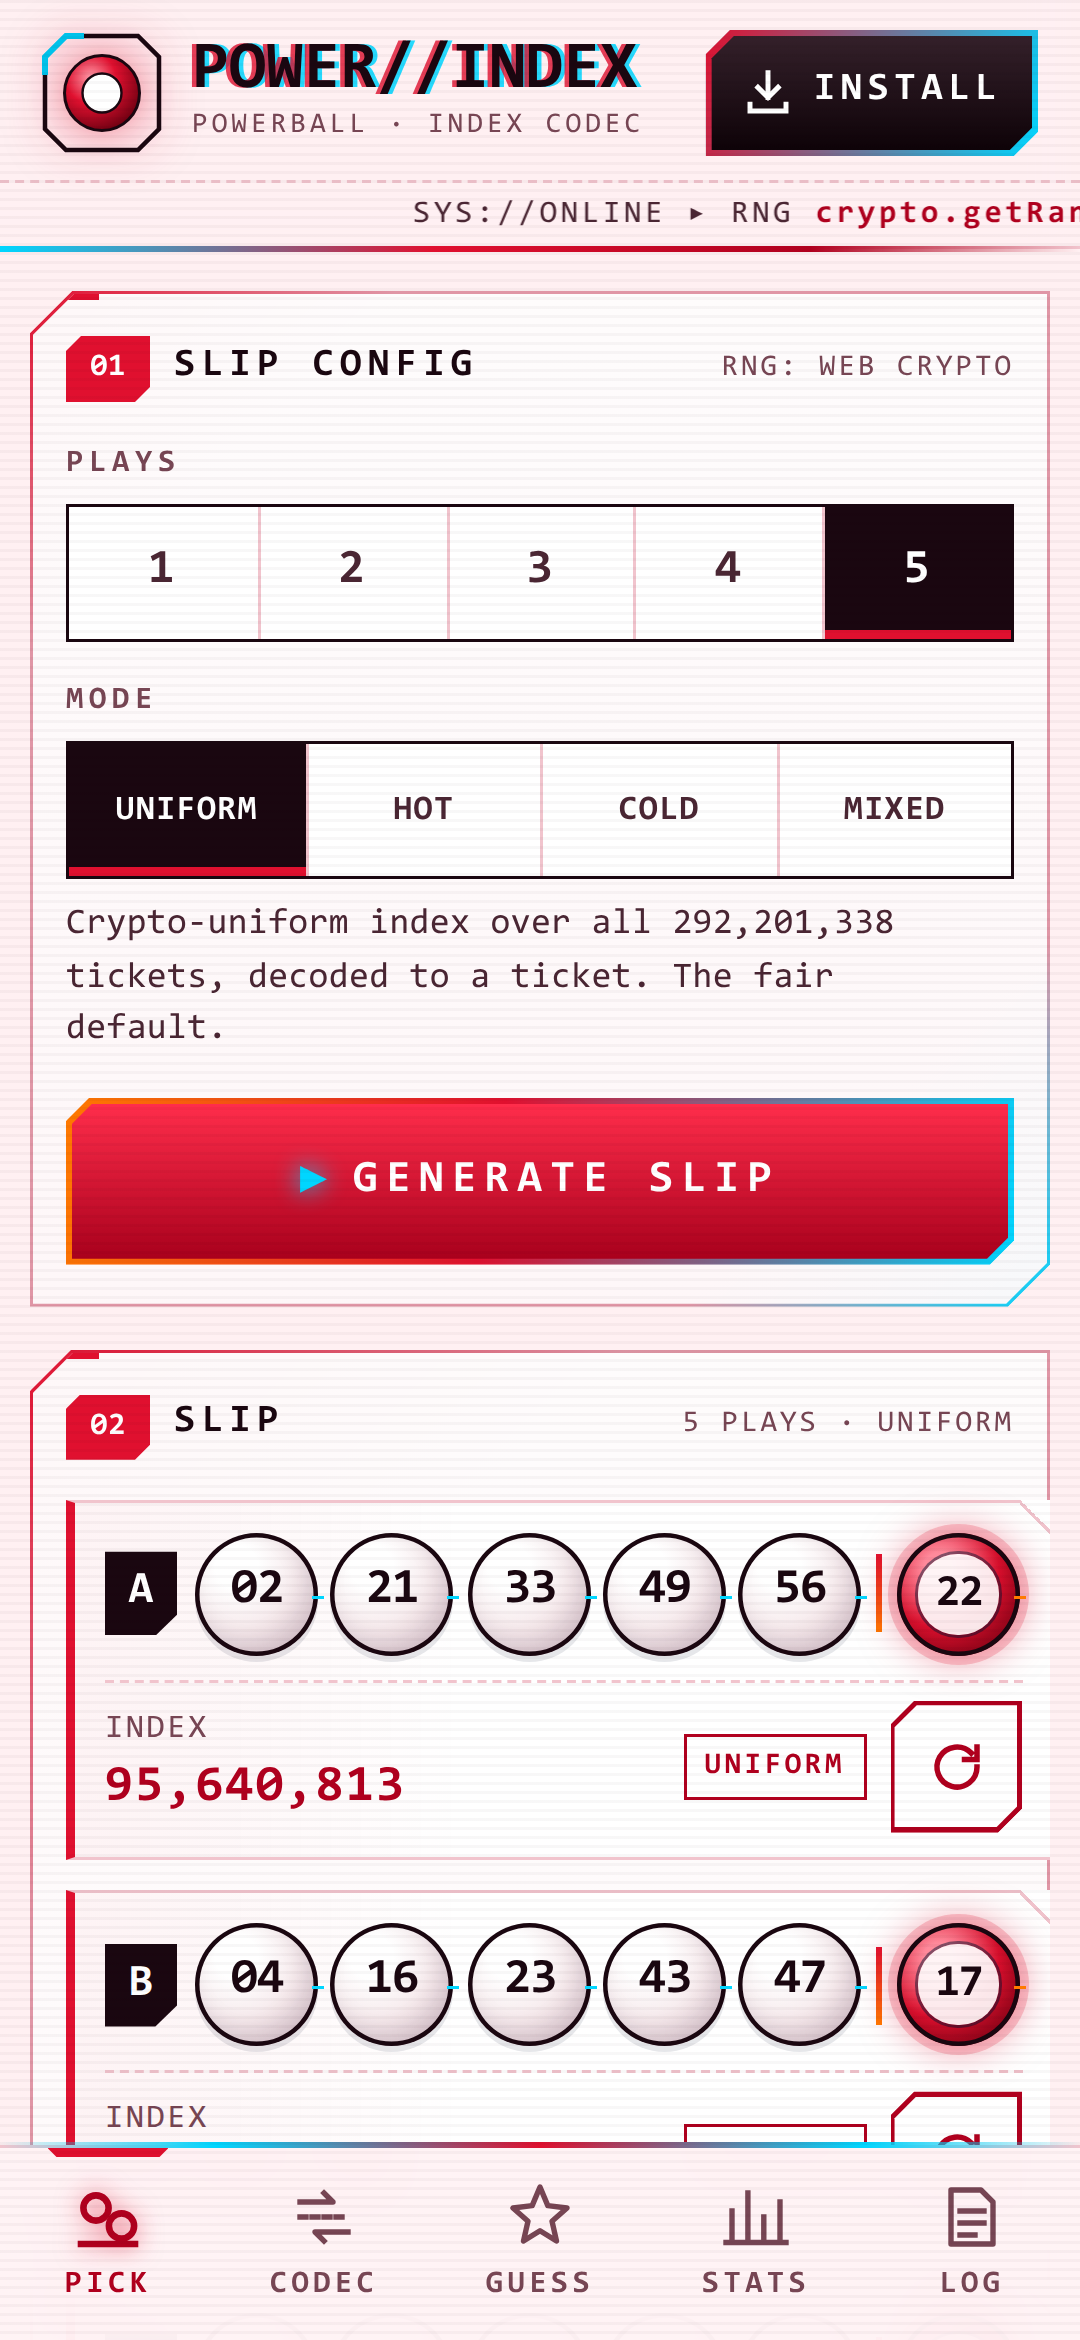 POWER//INDEX
POWERBALL · INDEX CODEC
INSTALL
SYS://ONLINE ▸ RNG crypto.getRan
01 SLIP CONFIG RNG: WEB CRYPTO
PLAYS
1 2 3 4 5
MODE
UNIFORM HOT COLD MIXED
Crypto-uniform index over all 292,201,338
tickets, decoded to a ticket. The fair
default.
▶ GENERATE SLIP
02 SLIP 5 PLAYS · UNIFORM
A 02 21 33 49 56 22
INDEX
95,640,813
UNIFORM
B 04 16 23 43 47 17
INDEX
PICK CODEC GUESS STATS LOG